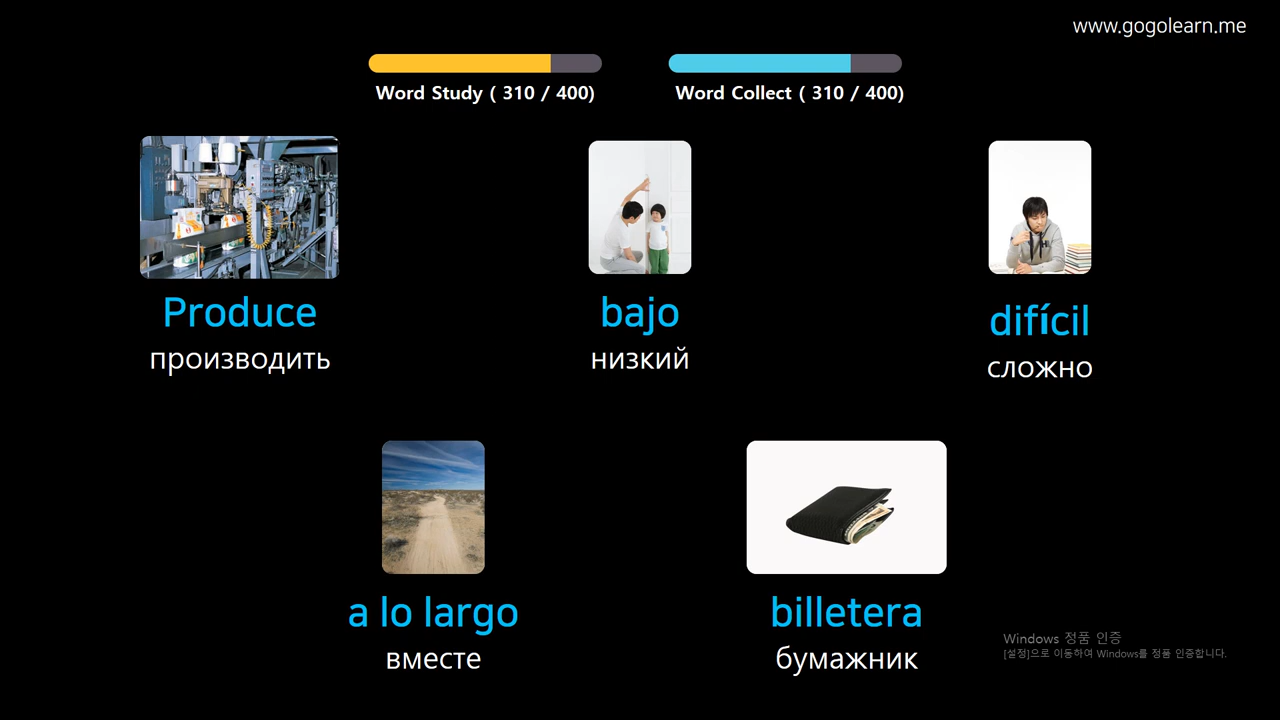 www.gogolearn.me
Word Study ( 310 / 400)
Word Collect ( 310 / 400)
Produce
производить
bajo
низкий
difícil
сложно
a lo largo
вместе
billetera
бумажник
Windows 정품 인증
[설정]으로 이동하여 Windows를 정품 인증합니다.